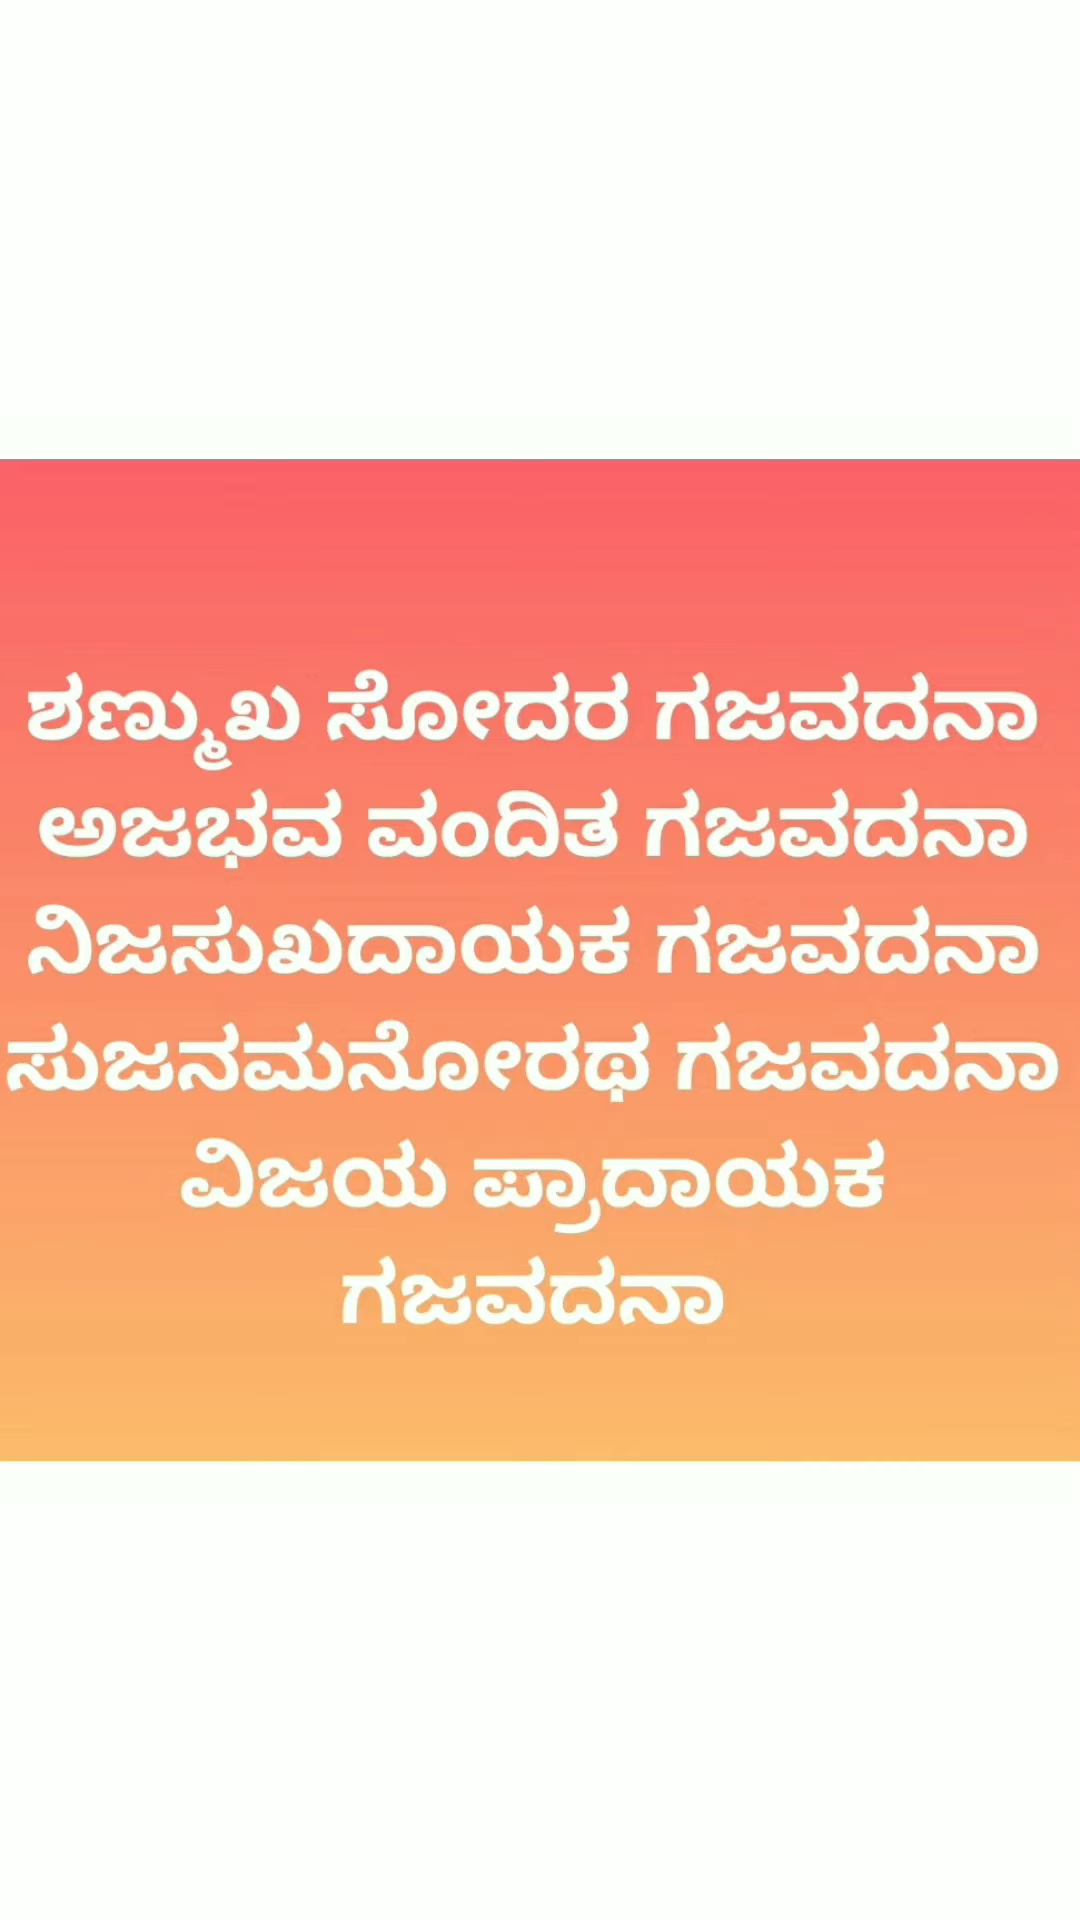 ಶಣ್ಮುಖ ಸೋದರ ಗಜವದನಾ
ಅಜಭವ ವಂದಿತ ಗಜವದನಾ
ನಿಜಸುಖದಾಯಕ ಗಜವದನಾ
ಸುಜನಮನೋರಥ ಗಜವದನಾ
ವಿಜಯ ಪ್ರಾದಾಯಕ
ಗಜವದನಾ